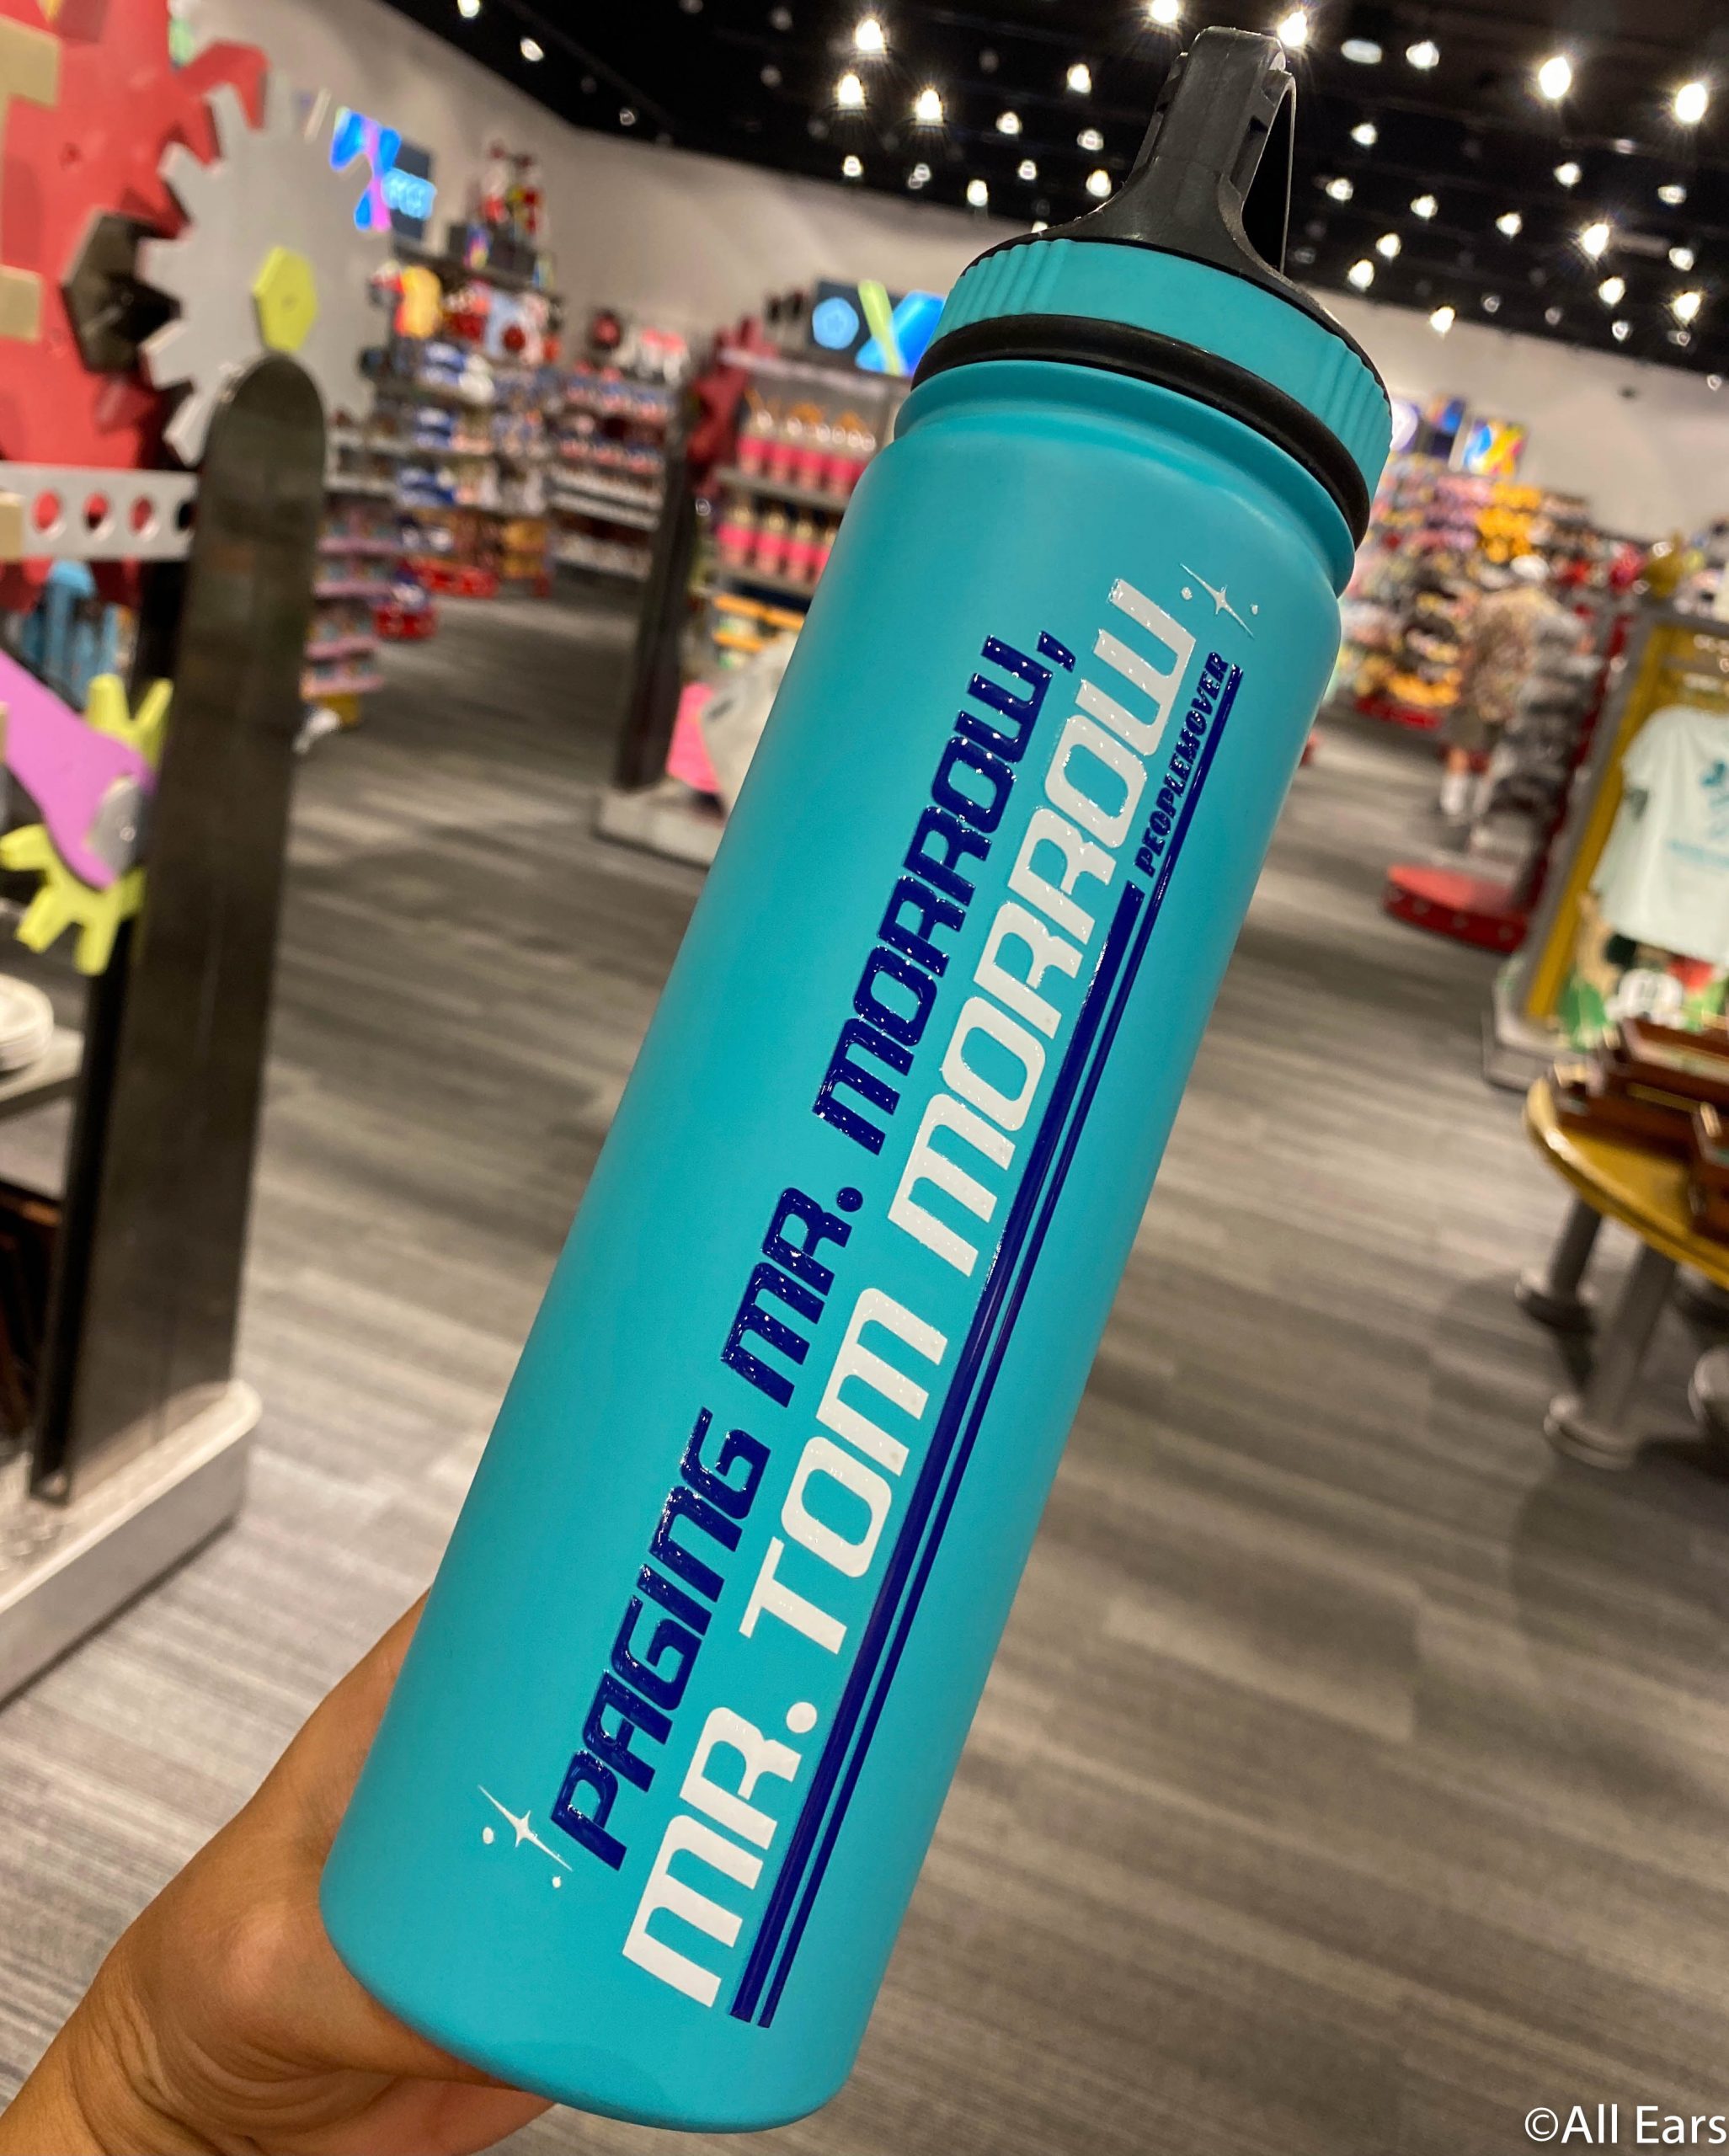 PAGING MR. MORROW,
MR. TOM MORROW
PEOPLEMOVER
©All Ears